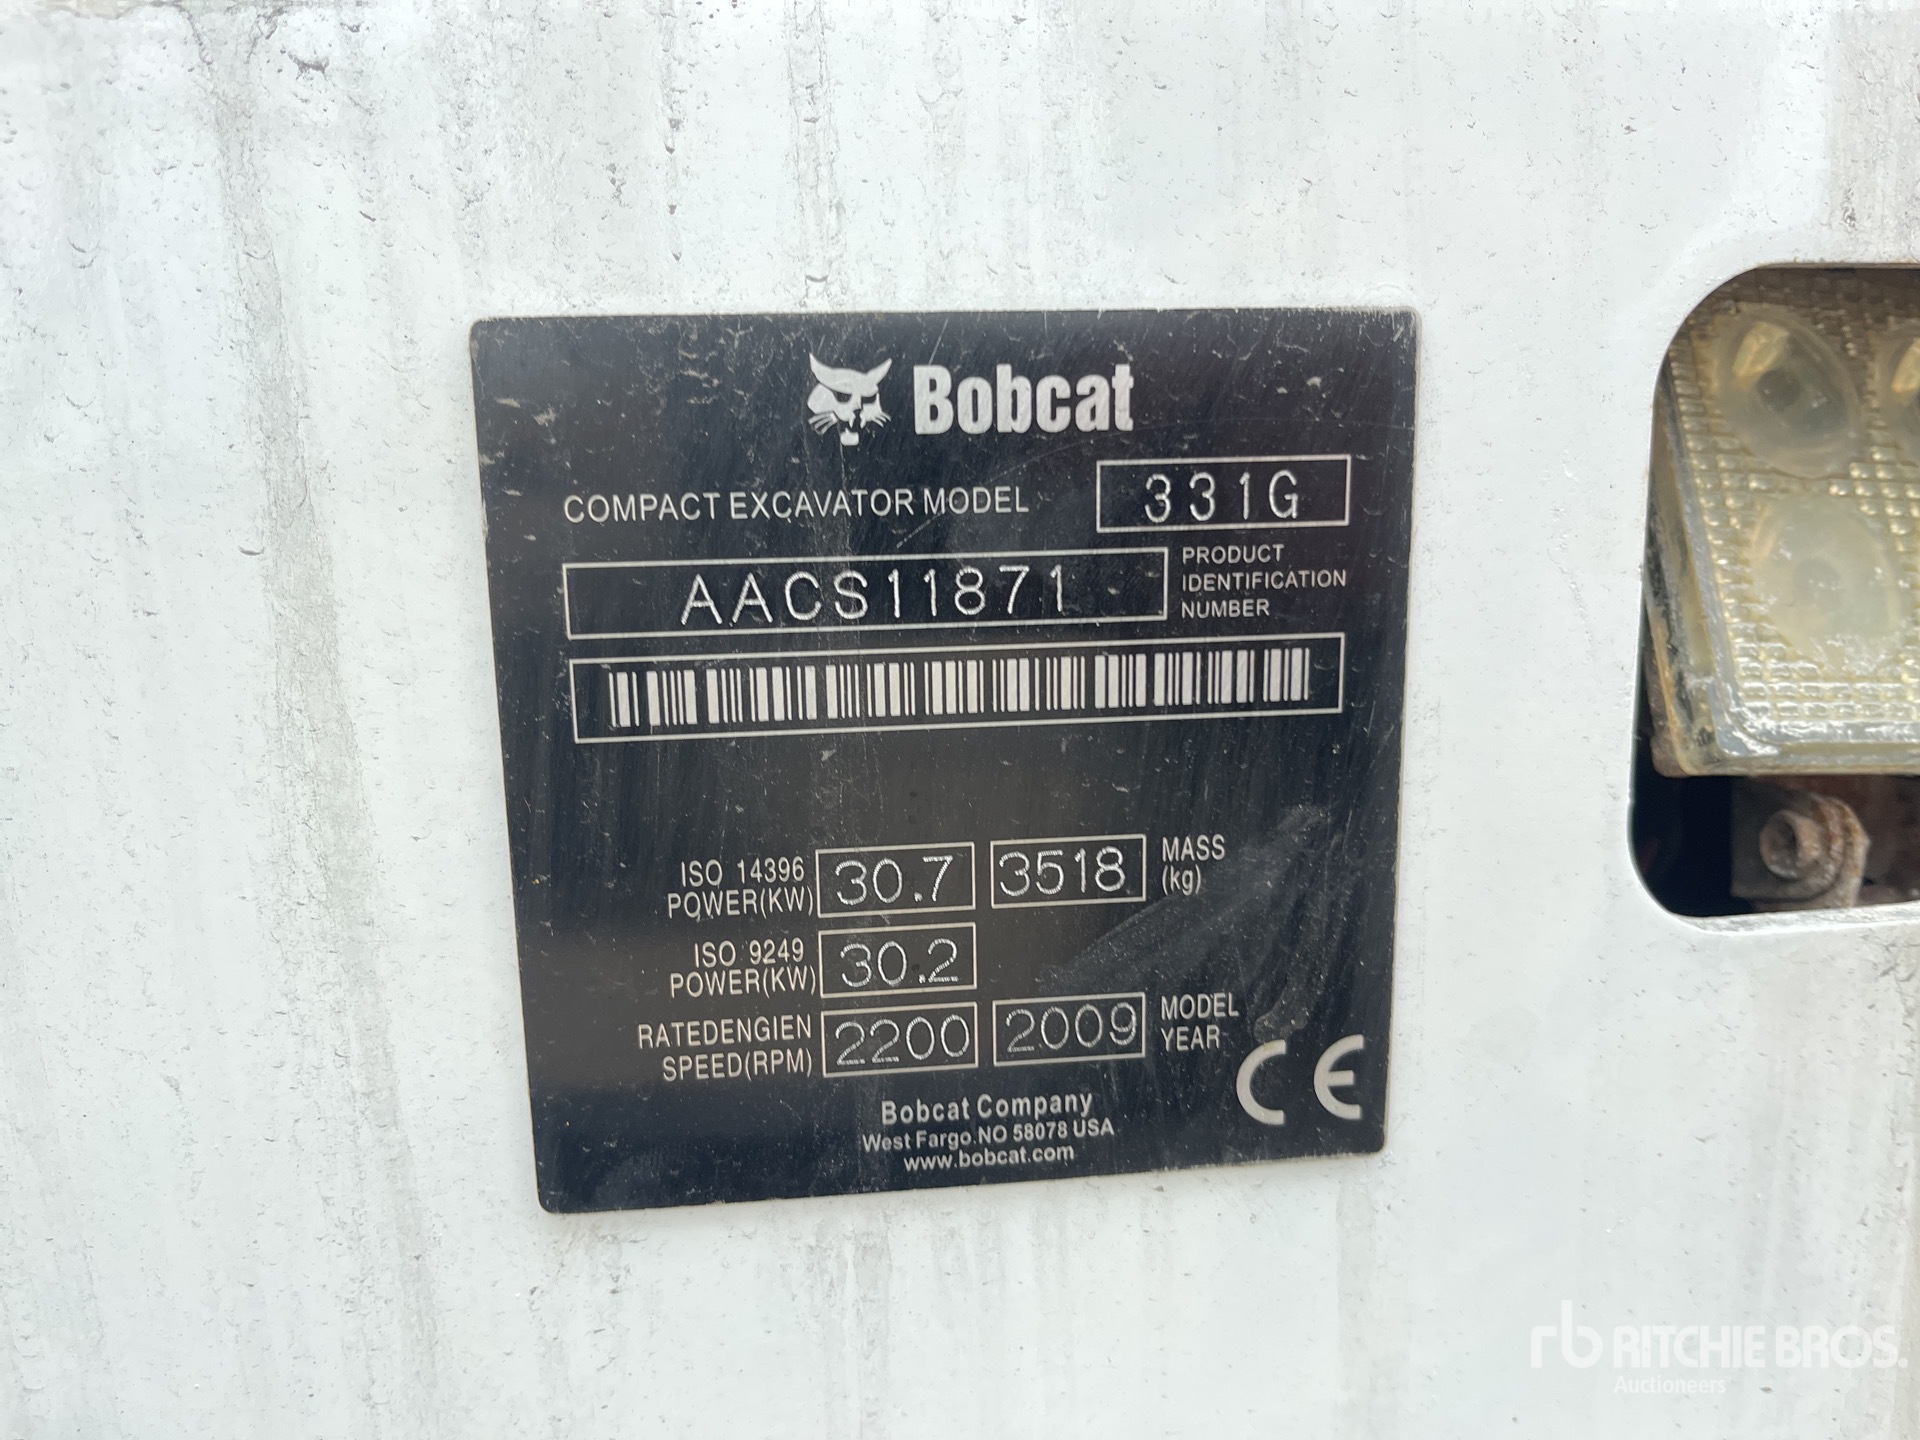 Bobcat
COMPACT EXCAVATOR MODEL 331G
AACS11871 PRODUCT IDENTIFICATION NUMBER
ISO 14396 POWER(KW) 30.7 3518 MASS (kg)
ISO 9249 POWER(KW) 30.2
RATEDENGIEN SPEED(RPM) 2200 2009 MODEL YEAR
CE
Bobcat Company
West Fargo.NO 58078 USA
www.bobcat.com
rb RITCHIE BROS.
Auctioneers